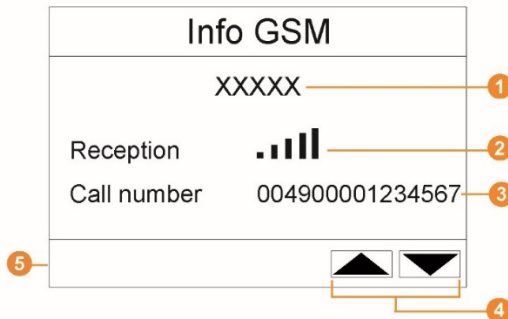 Info GSM
XXXXX
1
Reception
2
Call number 004900001234567
3
5
4